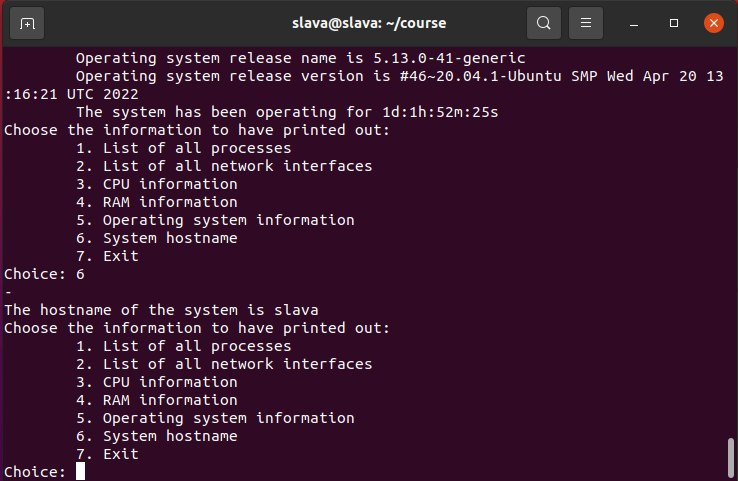 slava@slava: ~/course
Operating system release name is 5.13.0-41-generic
Operating system release version is #46~20.04.1-Ubuntu SMP Wed Apr 20 13
:16:21 UTC 2022
The system has been operating for 1d:1h:52m:25s
Choose the information to have printed out:
1. List of all processes
2. List of all network interfaces
3. CPU information
4. RAM information
5. Operating system information
6. System hostname
7. Exit
Choice: 6
-
The hostname of the system is slava
Choose the information to have printed out:
1. List of all processes
2. List of all network interfaces
3. CPU information
4. RAM information
5. Operating system information
6. System hostname
7. Exit
Choice: